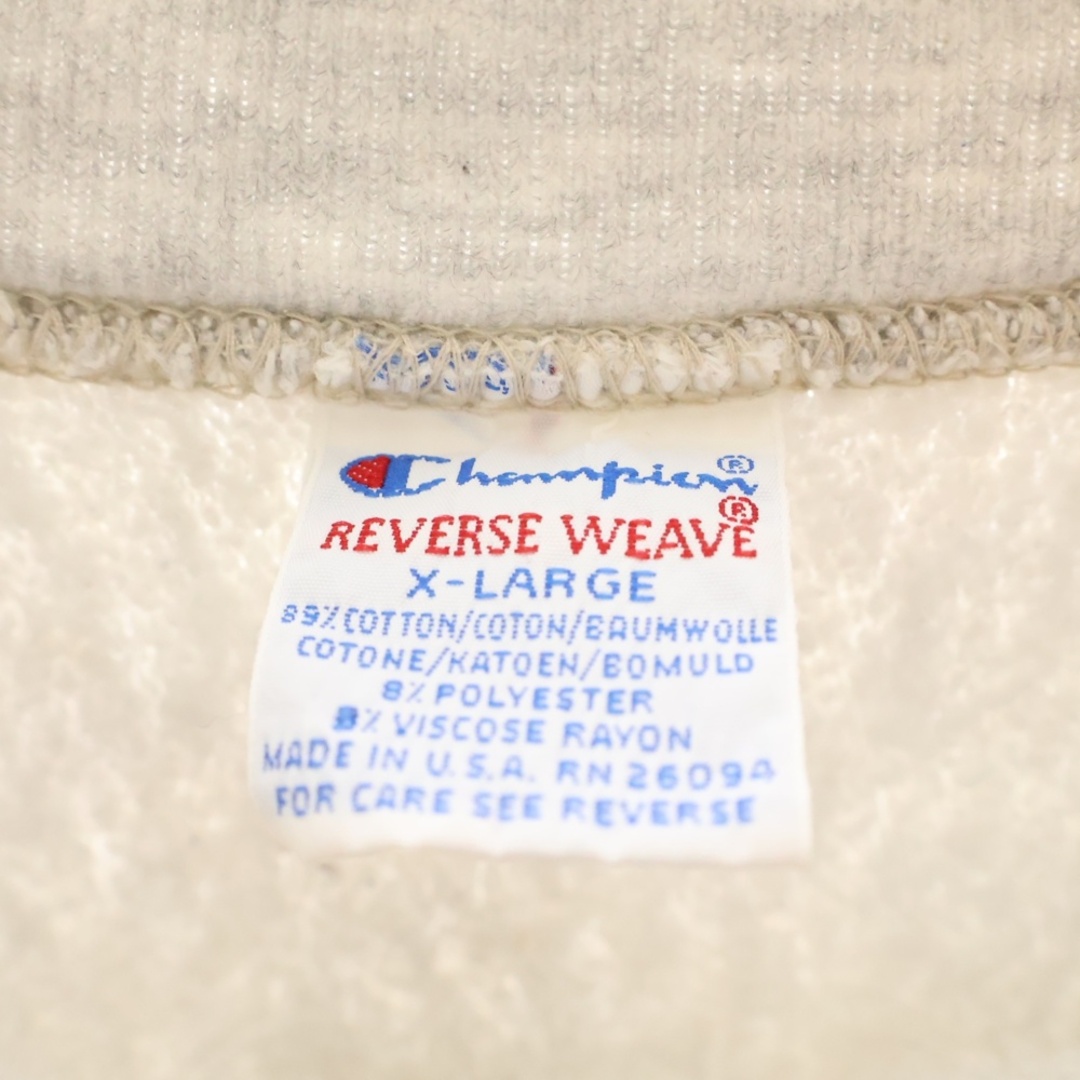 Champion®
REVERSE WEAVE®
X-LARGE
89% COTTON/COTON/BAUMWOLLE
COTONE/KATOEN/BOMULD
8% POLYESTER
VISCOSE RAYON
MADE IN U.S.A. RN 26094
FOR CARE SEE REVERSE